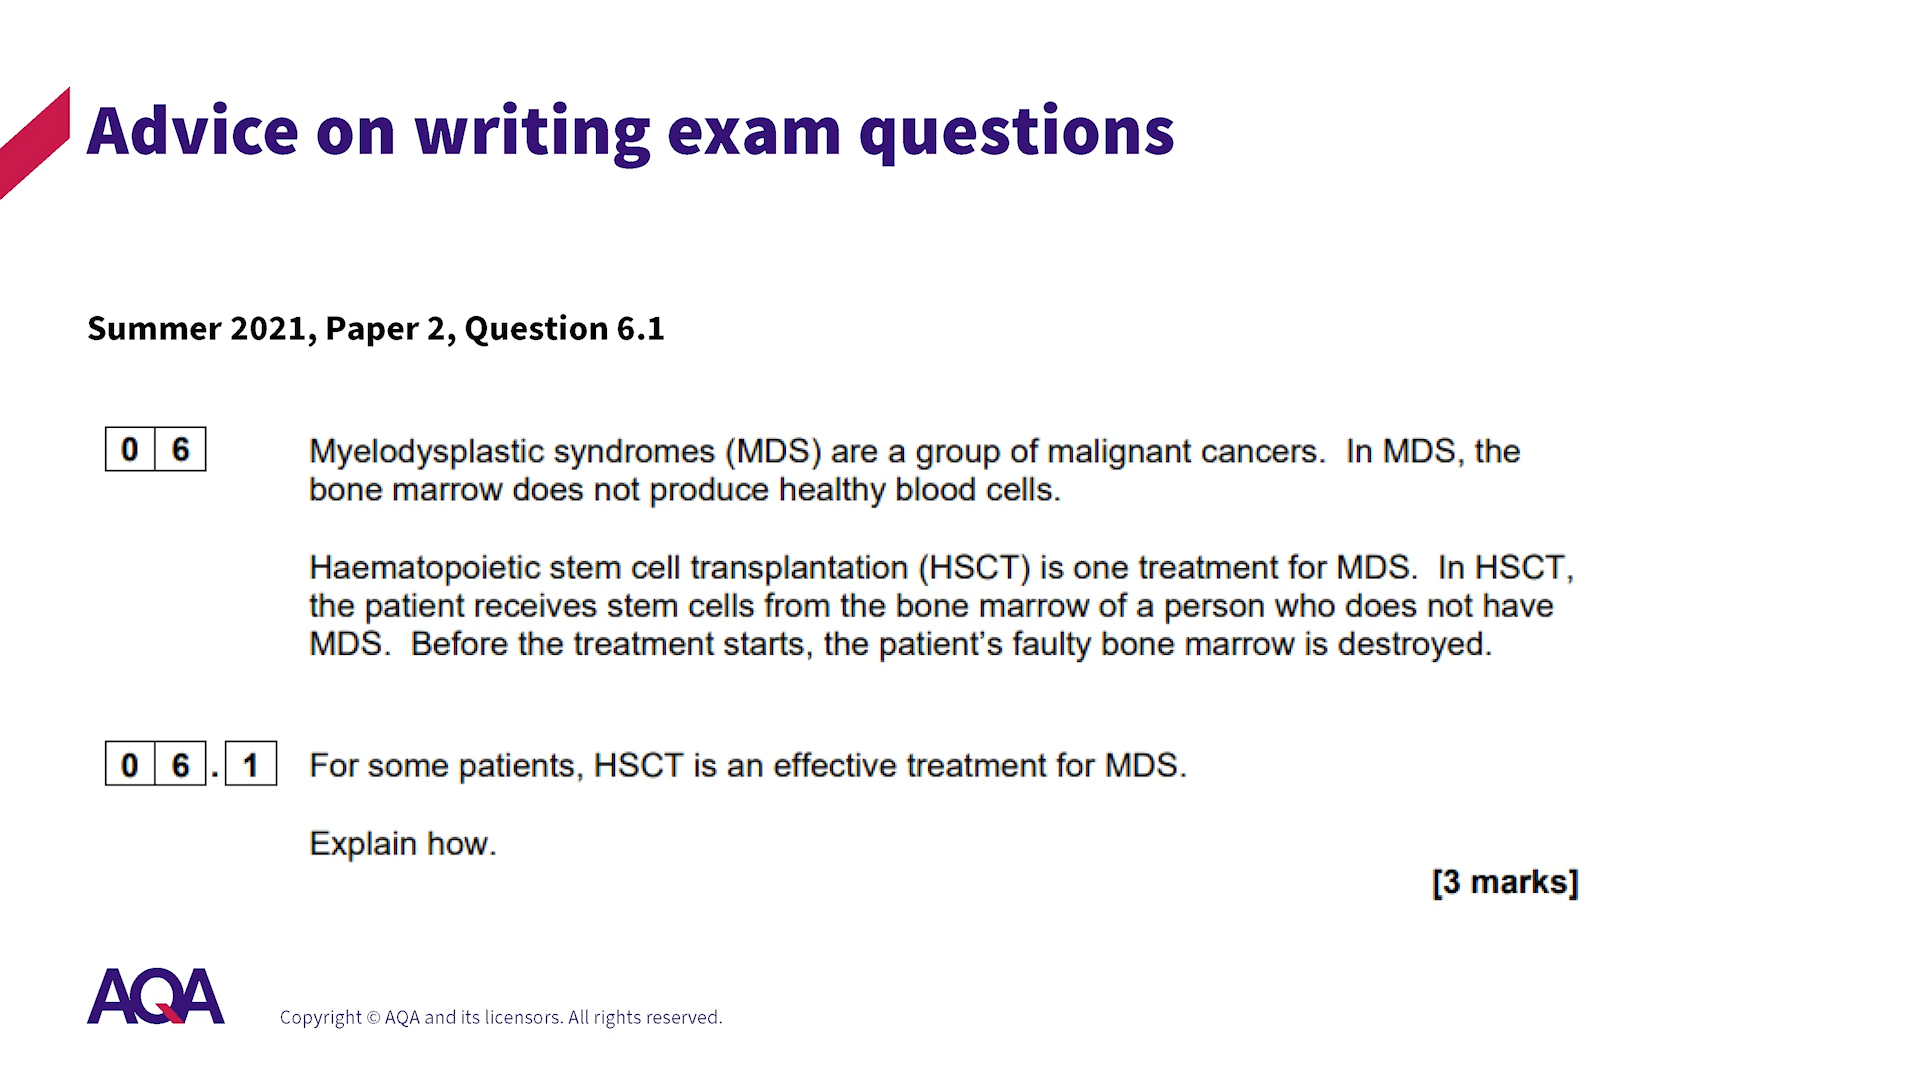 Advice on writing exam questions
Summer 2021, Paper 2, Question 6.1
0 6 Myelodysplastic syndromes (MDS) are a group of malignant cancers.  In MDS, the
bone marrow does not produce healthy blood cells.
Haematopoietic stem cell transplantation (HSCT) is one treatment for MDS.  In HSCT,
the patient receives stem cells from the bone marrow of a person who does not have
MDS.  Before the treatment starts, the patient’s faulty bone marrow is destroyed.
0 6 . 1 For some patients, HSCT is an effective treatment for MDS.
Explain how.
[3 marks]
AQA
Copyright © AQA and its licensors. All rights reserved.